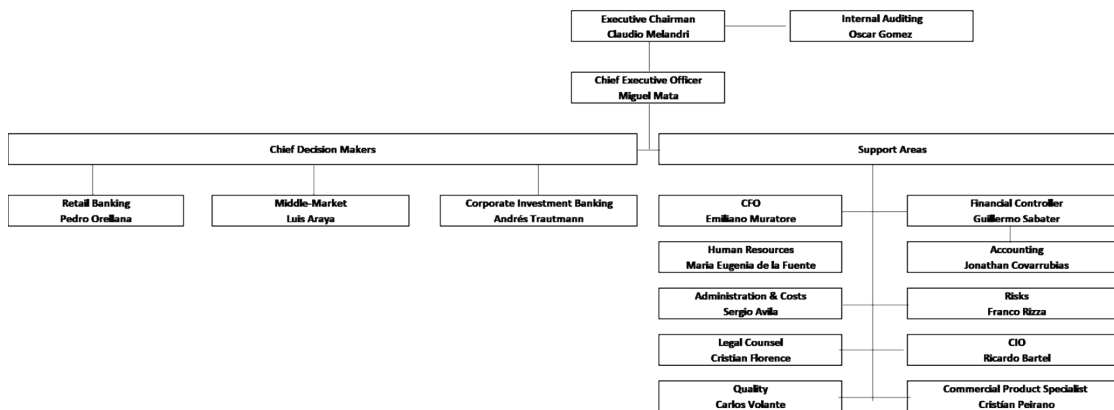 Executive Chairman
Claudio Melandri
Internal Auditing
Oscar Gomez
Chief Executive Officer
Miguel Mata
Chief Decision Makers
Support Areas
Retail Banking
Pedro Orellana
Middle-Market
Luis Araya
Corporate Investment Banking
Andrés Trautmann
CFO
Emiliano Muratore
Financial Controller
Guillermo Sabater
Human Resources
Maria Eugenia de la Fuente
Accounting
Jonathan Covarrubias
Administration & Costs
Sergio Avila
Risks
Franco Rizza
Legal Counsel
Cristian Florence
CIO
Ricardo Bartel
Quality
Carlos Volante
Commercial Product Specialist
Cristían Peirano